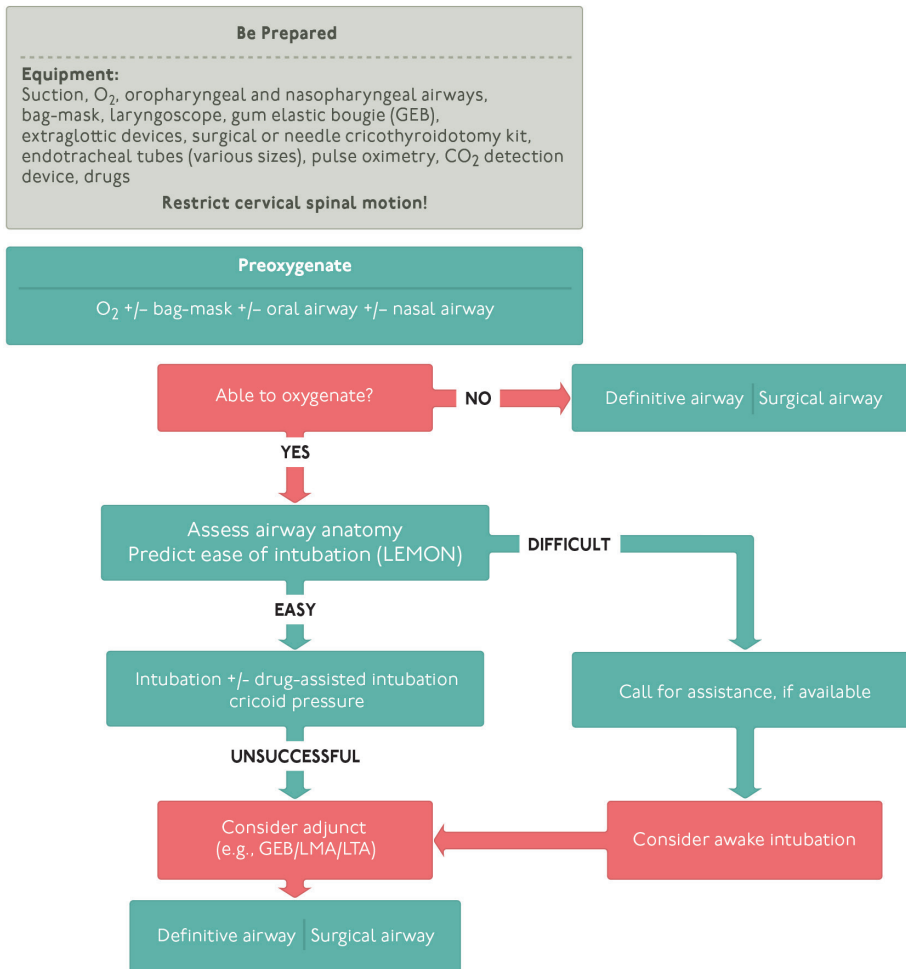 Be Prepared
Equipment:
Suction, O₂, oropharyngeal and nasopharyngeal airways,
bag-mask, laryngoscope, gum elastic bougie (GEB),
extraglottic devices, surgical or needle cricothyroidotomy kit,
endotracheal tubes (various sizes), pulse oximetry, CO₂ detection
device, drugs
Restrict cervical spinal motion!
Preoxygenate
O₂ +/– bag-mask +/– oral airway +/– nasal airway
Able to oxygenate?
NO
Definitive airway | Surgical airway
YES
Assess airway anatomy
Predict ease of intubation (LEMON)
DIFFICULT
EASY
Intubation +/– drug-assisted intubation
cricoid pressure
Call for assistance, if available
UNSUCCESSFUL
Consider adjunct
(e.g., GEB/LMA/LTA)
Consider awake intubation
Definitive airway | Surgical airway